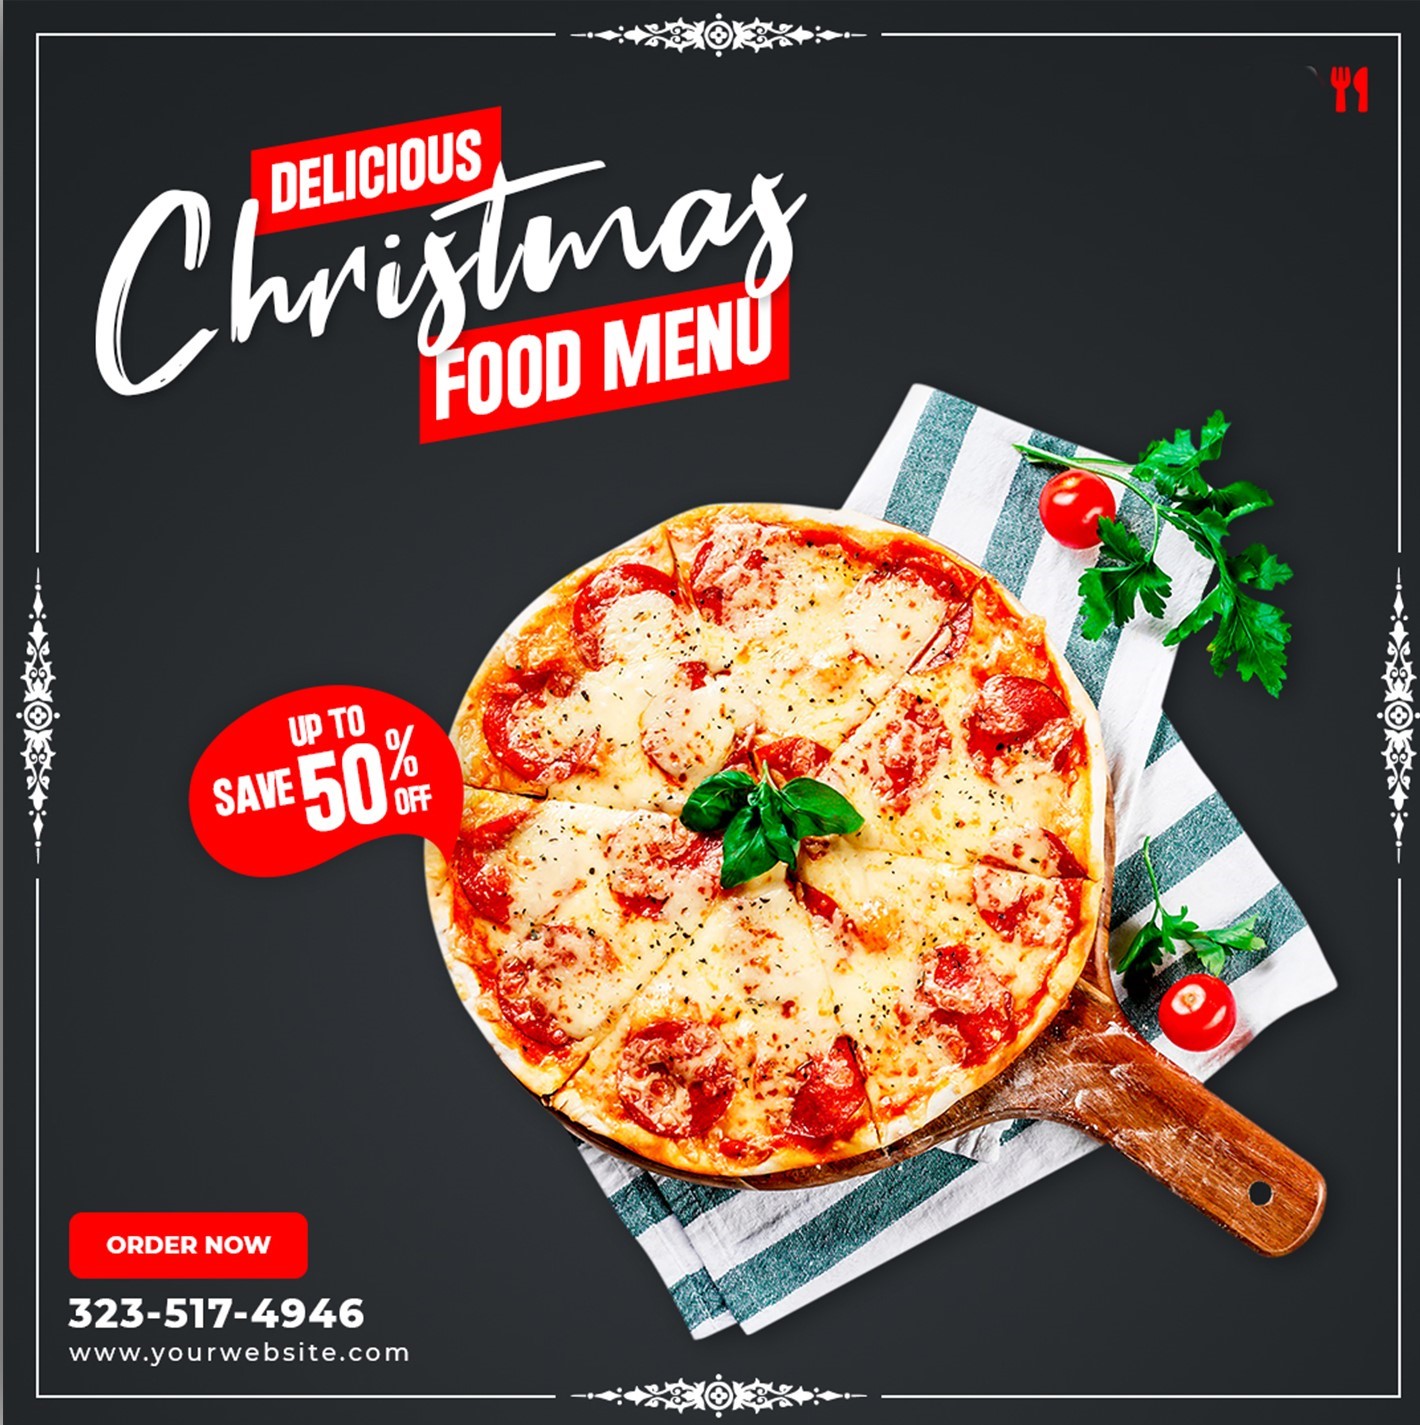 DELICIOUS
Christmas
FOOD MENU
UP TO
SAVE 50% OFF
ORDER NOW
323-517-4946
www.yourwebsite.com